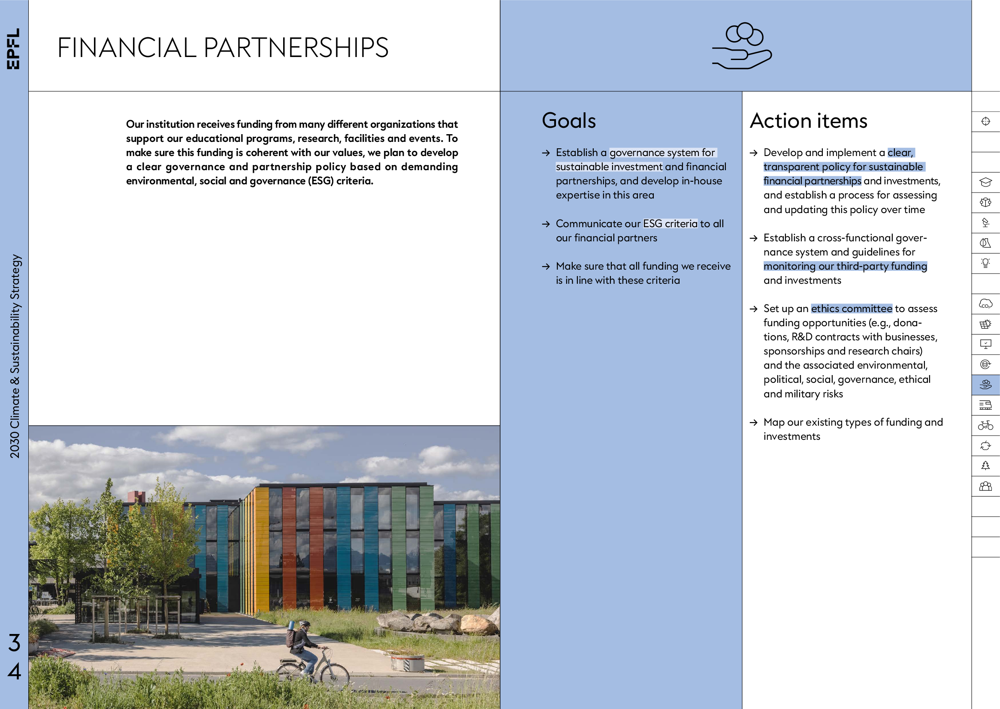 EPFL
2030 Climate & Sustainability Strategy
3
4
FINANCIAL PARTNERSHIPS
Our institution receives funding from many different organizations that
support our educational programs, research, facilities and events. To
make sure this funding is coherent with our values, we plan to develop
a clear governance and partnership policy based on demanding
environmental, social and governance (ESG) criteria.
Goals
→ Establish a governance system for
sustainable investment and financial
partnerships, and develop in-house
expertise in this area
→ Communicate our ESG criteria to all
our financial partners
→ Make sure that all funding we receive
is in line with these criteria
Action items
→ Develop and implement a clear,
transparent policy for sustainable
financial partnerships and investments,
and establish a process for assessing
and updating this policy over time
→ Establish a cross-functional gover-
nance system and guidelines for
monitoring our third-party funding
and investments
→ Set up an ethics committee to assess
funding opportunities (e.g., dona-
tions, R&D contracts with businesses,
sponsorships and research chairs)
and the associated environmental,
political, social, governance, ethical
and military risks
→ Map our existing types of funding and
investments
CO₂